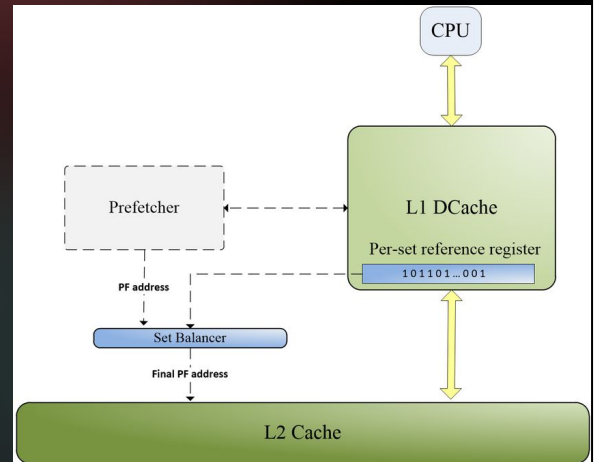 CPU
Prefetcher
L1 DCache
Per-set reference register
101101...001
PF address
Set Balancer
Final PF address
L2 Cache